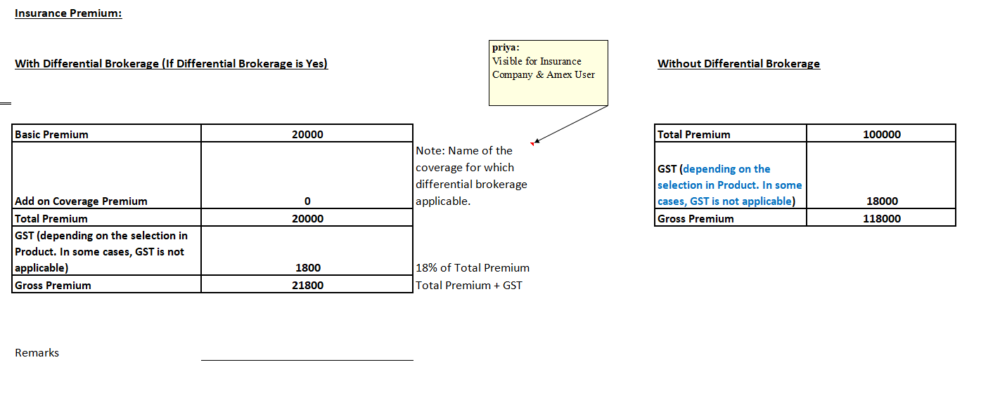 Insurance Premium:
With Differential Brokerage (If Differential Brokerage is Yes)
priya:
Visible for Insurance
Company & Amex User
Without Differential Brokerage
Basic Premium 20000
Note: Name of the
coverage for which
differential brokerage
applicable.
Add on Coverage Premium 0
Total Premium 20000
GST (depending on the selection in
Product. In some cases, GST is not
applicable) 1800 18% of Total Premium
Gross Premium 21800 Total Premium + GST
Total Premium 100000
GST (depending on the
selection in Product. In some
cases, GST is not applicable) 18000
Gross Premium 118000
Remarks